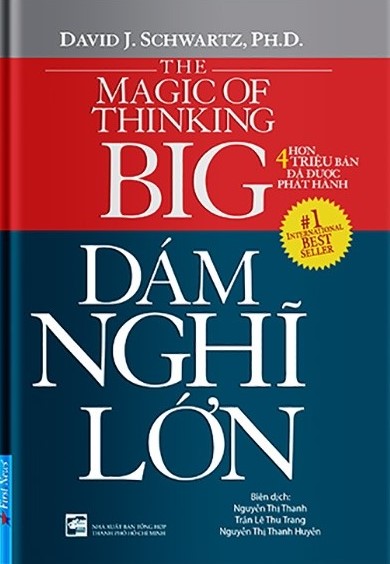 DAVID J. SCHWARTZ, PH.D.
THE
MAGIC OF
THINKING
BIG
HƠN
4 TRIỆU BẢN
ĐÃ ĐƯỢC
PHÁT HÀNH
#1
INTERNATIONAL
BEST
SELLER
DÁM
NGHĨ
LỚN
Biên dịch:
Nguyễn Thị Thanh
Trần Lê Thu Trang
Nguyễn Thị Thanh Huyền
NHÀ XUẤT BẢN TỔNG HỢP
THÀNH PHỐ HỒ CHÍ MINH
First News